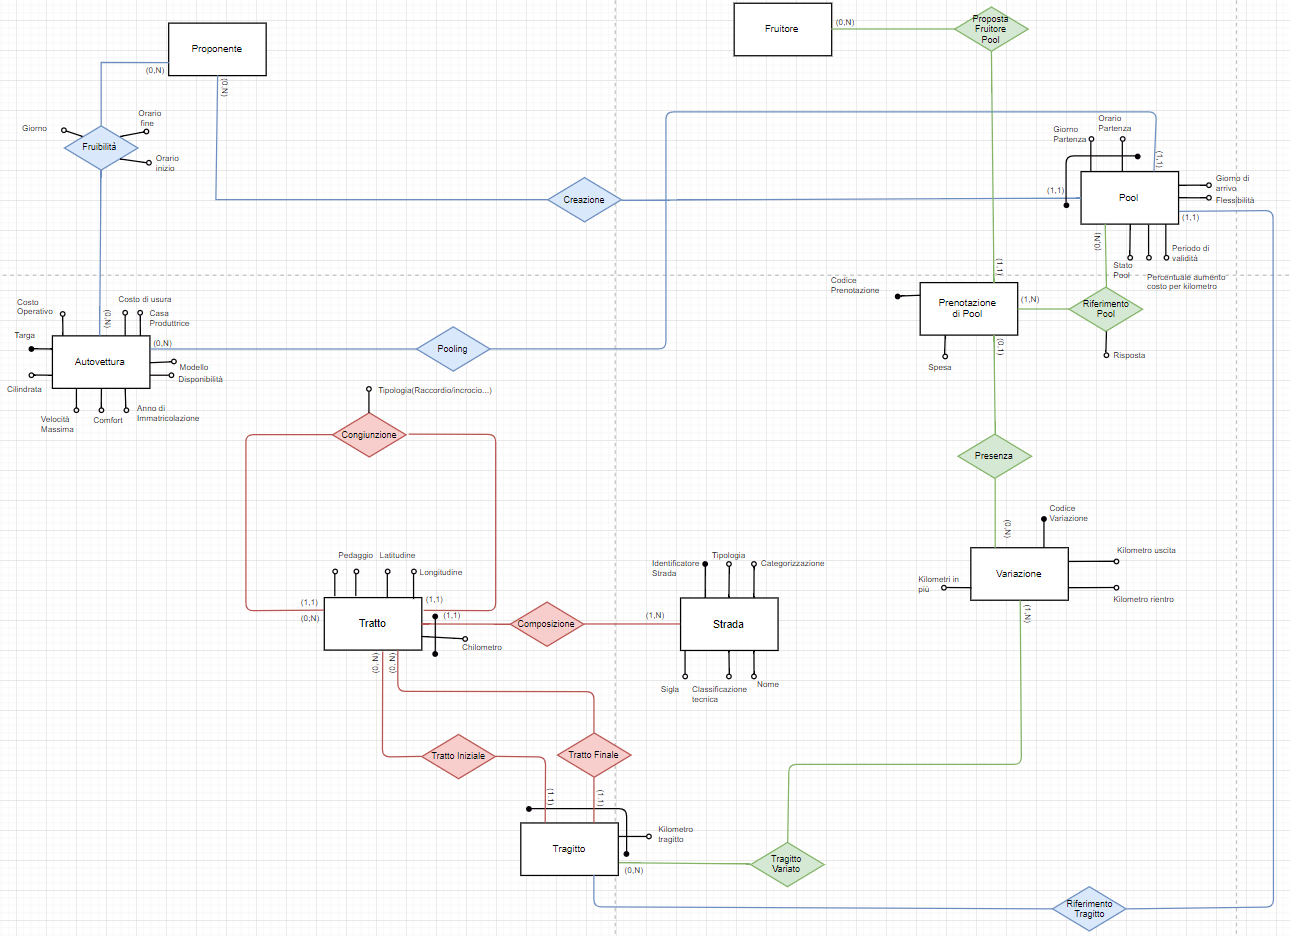 Fruitore
(0,N)
Proposta
Fruitore
Pool
Proponente
(0,N)
(0,N)
Giorno
Orario
fine
Orario
inizio
Fruibilità
Creazione
Giorno
Partenza
Orario
Partenza
(1,1)
(1,1)
Pool
Giorno di
arrivo
Flessibilità
(1,1)
(0,N)
Stato
Pool
Periodo di
validità
Percentuale aumento
costo per kilometro
Codice
Prenotazione
(1,1)
Prenotazione
di Pool
(1,N)
Riferimento
Pool
Risposta
Spesa
(0,1)
Costo
Operativo
(0,N)
Costo di usura
Casa
Produttrice
Targa
Autovettura
(0,N)
Pooling
Modello
Disponibilità
Cilindrata
Velocità
Massima
Comfort
Anno di
Immatricolazione
Tipologia(Raccordo/incrocio...)
Congiunzione
Presenza
(0,N)
Codice
Variazione
Kilometro uscita
Variazione
Kilometri in
più
Kilometro rientro
(1,N)
Pedaggio
Latitudine
Longitudine
(1,1)
(0;N)
Tratto
(1,1)
(1,1)
Chilometro
Composizione
(1,N)
Identificatore
Strada
Tipologia
Categorizzazione
Strada
Sigla
Classificazione
tecnica
Nome
(0,N)
(0,N)
Tratto Iniziale
Tratto Finale
(1,1)
(1,1)
Tragitto
Kilometro
tragitto
(0,N)
Tragitto
Variato
Riferimento
Tragitto